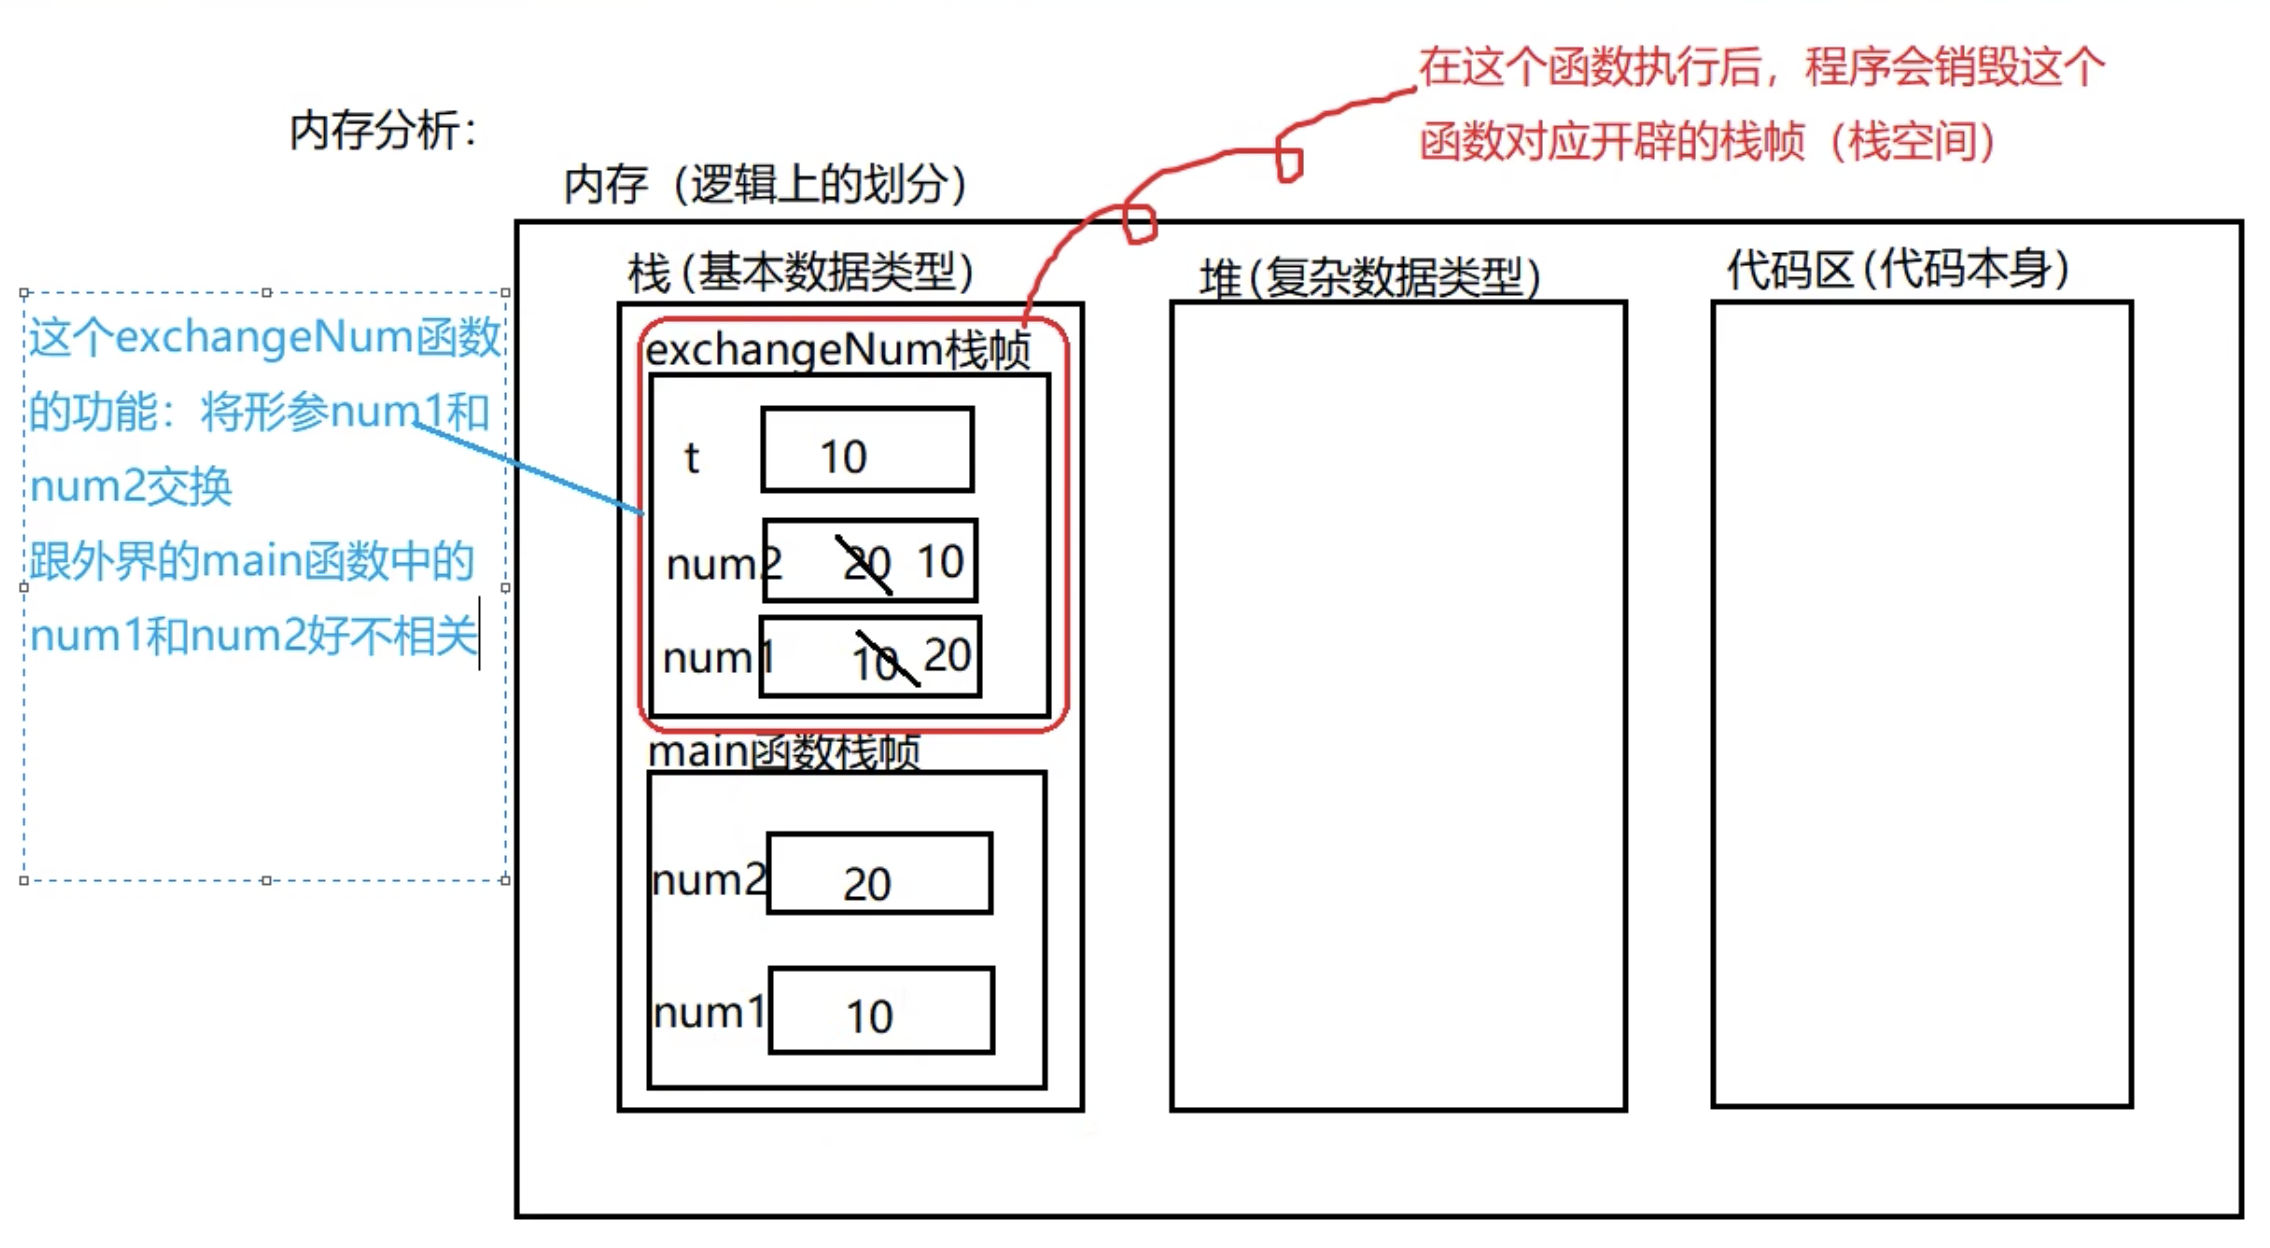 在这个函数执行后，程序会销毁这个
函数对应开辟的栈帧（栈空间）
内存分析：
内存（逻辑上的划分）
栈(基本数据类型)
堆(复杂数据类型)
代码区(代码本身)
这个exchangeNum函数
的功能：将形参num1和
num2交换
跟外界的main函数中的
num1和num2好不相关
exchangeNum栈帧
t 10
num2 20 10
num1 10 20
main函数栈帧
num2 20
num1 10